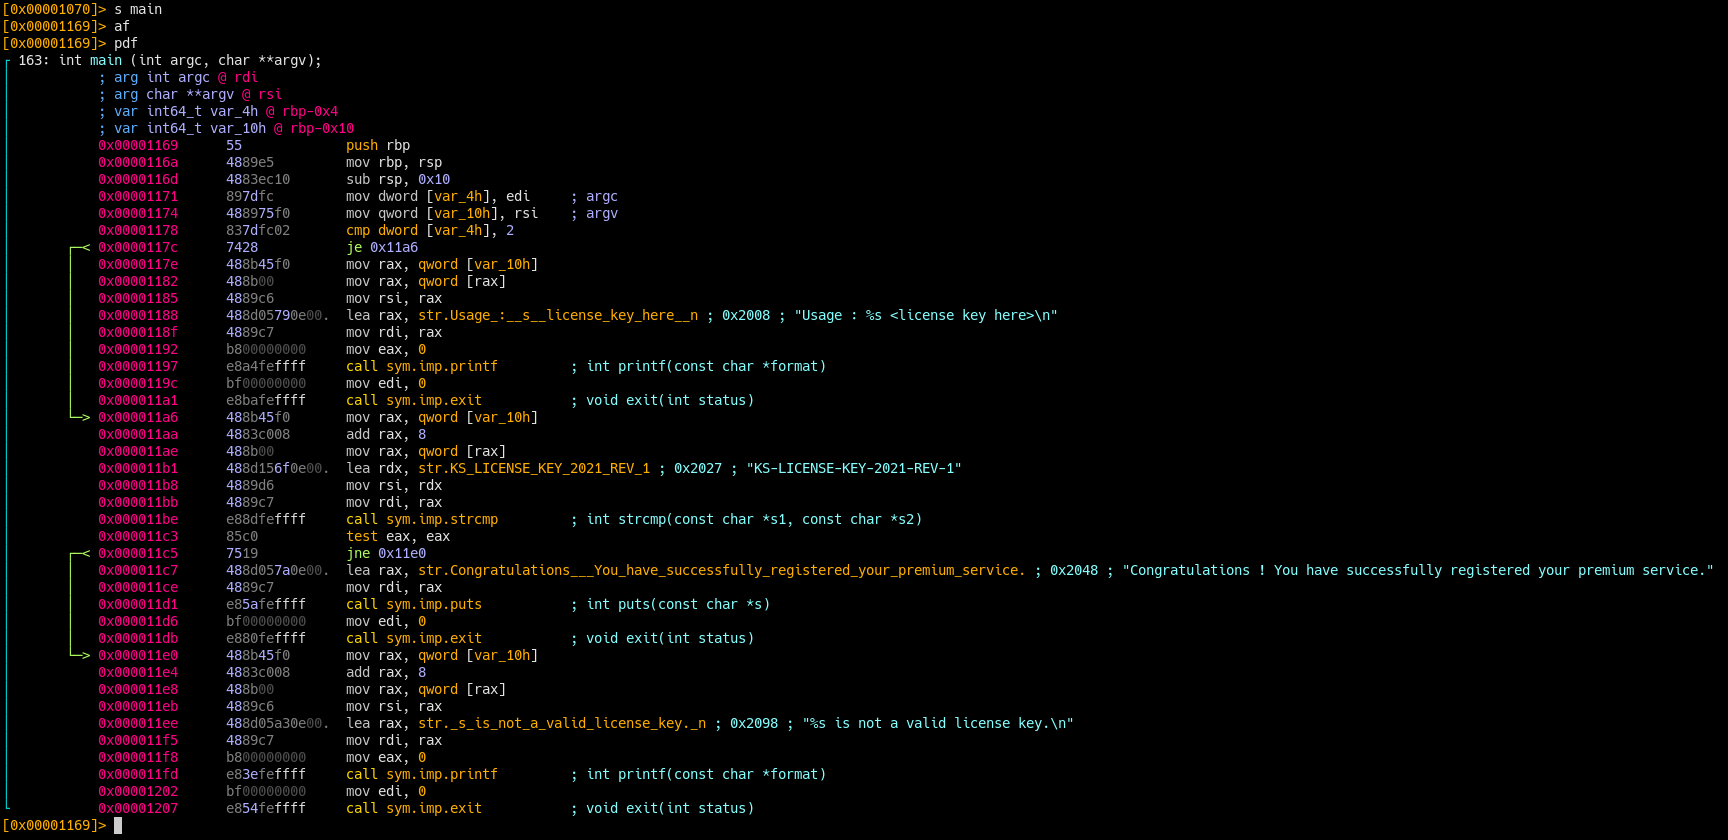 [0x00001070]> s main
[0x00001169]> af
[0x00001169]> pdf
163: int main (int argc, char **argv);
; arg int argc @ rdi
; arg char **argv @ rsi
; var int64_t var_4h @ rbp-0x4
; var int64_t var_10h @ rbp-0x10
0x00001169 55 push rbp
0x0000116a 4889e5 mov rbp, rsp
0x0000116d 4883ec10 sub rsp, 0x10
0x00001171 897dfc mov dword [var_4h], edi ; argc
0x00001174 488975f0 mov qword [var_10h], rsi ; argv
0x00001178 837dfc02 cmp dword [var_4h], 2
0x0000117c 7428 je 0x11a6
0x0000117e 488b45f0 mov rax, qword [var_10h]
0x00001182 488b00 mov rax, qword [rax]
0x00001185 4889c6 mov rsi, rax
0x00001188 488d05790e00. lea rax, str.Usage_:__s__license_key_here__n ; 0x2008 ; "Usage : %s <license key here>\n"
0x0000118f 4889c7 mov rdi, rax
0x00001192 b800000000 mov eax, 0
0x00001197 e8a4feffff call sym.imp.printf ; int printf(const char *format)
0x0000119c bf00000000 mov edi, 0
0x000011a1 e8bafeffff call sym.imp.exit ; void exit(int status)
0x000011a6 488b45f0 mov rax, qword [var_10h]
0x000011aa 4883c008 add rax, 8
0x000011ae 488b00 mov rax, qword [rax]
0x000011b1 488d156f0e00. lea rdx, str.KS_LICENSE_KEY_2021_REV_1 ; 0x2027 ; "KS-LICENSE-KEY-2021-REV-1"
0x000011b8 4889d6 mov rsi, rdx
0x000011bb 4889c7 mov rdi, rax
0x000011be e88dfeffff call sym.imp.strcmp ; int strcmp(const char *s1, const char *s2)
0x000011c3 85c0 test eax, eax
0x000011c5 7519 jne 0x11e0
0x000011c7 488d057a0e00. lea rax, str.Congratulations___You_have_successfully_registered_your_premium_service. ; 0x2048 ; "Congratulations ! You have successfully registered your premium service."
0x000011ce 4889c7 mov rdi, rax
0x000011d1 e85afeffff call sym.imp.puts ; int puts(const char *s)
0x000011d6 bf00000000 mov edi, 0
0x000011db e880feffff call sym.imp.exit ; void exit(int status)
0x000011e0 488b45f0 mov rax, qword [var_10h]
0x000011e4 4883c008 add rax, 8
0x000011e8 488b00 mov rax, qword [rax]
0x000011eb 4889c6 mov rsi, rax
0x000011ee 488d05a30e00. lea rax, str._s_is_not_a_valid_license_key._n ; 0x2098 ; "%s is not a valid license key.\n"
0x000011f5 4889c7 mov rdi, rax
0x000011f8 b800000000 mov eax, 0
0x000011fd e83efeffff call sym.imp.printf ; int printf(const char *format)
0x00001202 bf00000000 mov edi, 0
0x00001207 e854feffff call sym.imp.exit ; void exit(int status)
[0x00001169]>